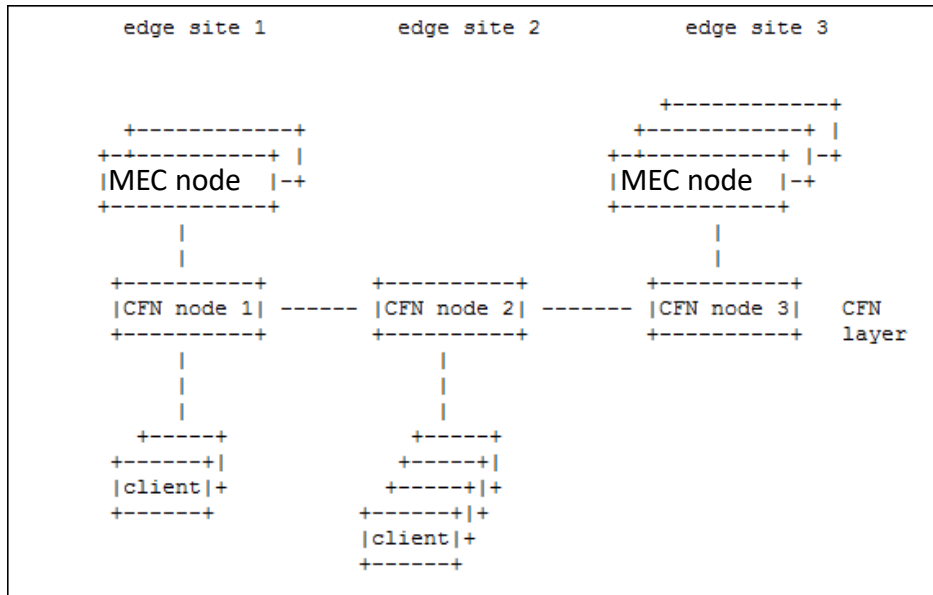 edge site 1 edge site 2 edge site 3
MEC node MEC node
CFN node 1 CFN node 2 CFN node 3 CFN
layer
client
client